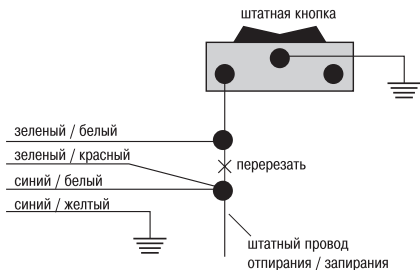 штатная кнопка
зеленый / белый
зеленый / красный
перерезать
синий / белый
синий / желтый
штатный провод
отпирания / запирания